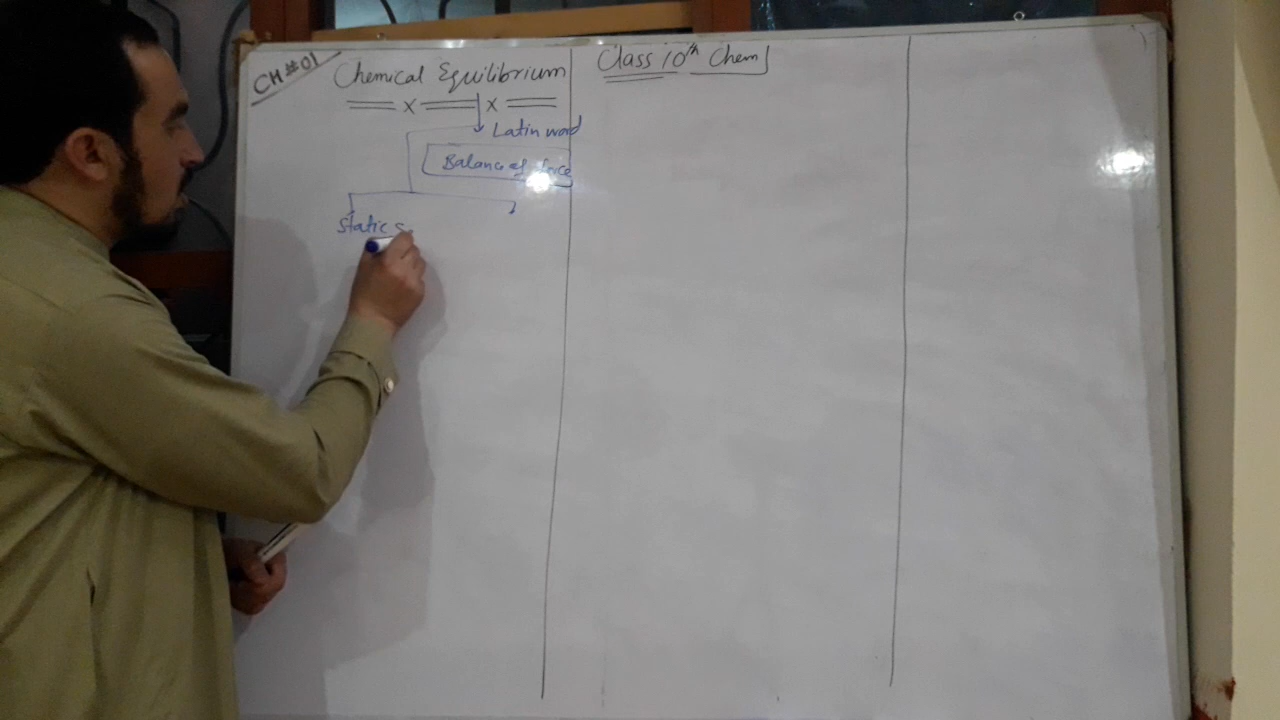 CH#01
Chemical Equilibrium
Class 10th Chem
Latin word
Balance of force
Static S